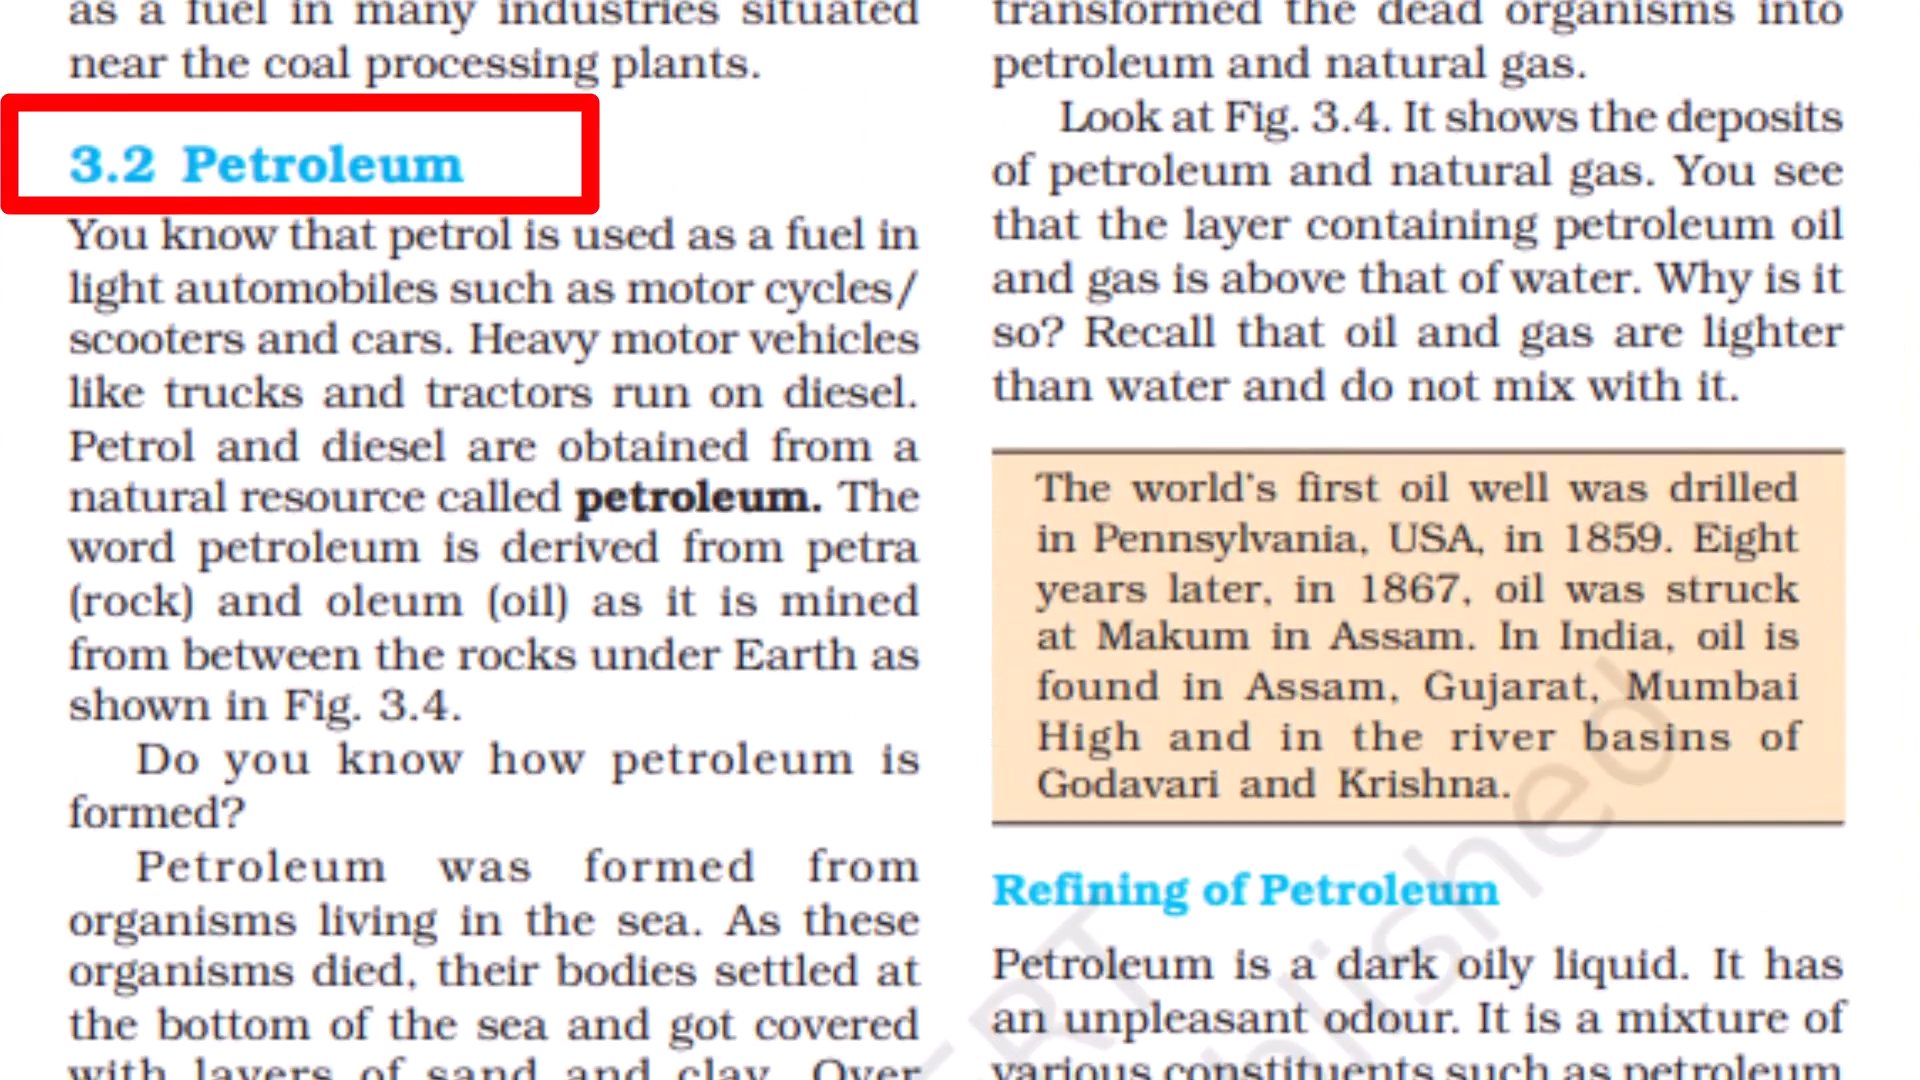 as a fuel in many industries situated
near the coal processing plants.
3.2 Petroleum
You know that petrol is used as a fuel in
light automobiles such as motor cycles/
scooters and cars. Heavy motor vehicles
like trucks and tractors run on diesel.
Petrol and diesel are obtained from a
natural resource called petroleum. The
word petroleum is derived from petra
(rock) and oleum (oil) as it is mined
from between the rocks under Earth as
shown in Fig. 3.4.
Do you know how petroleum is
formed?
Petroleum was formed from
organisms living in the sea. As these
organisms died, their bodies settled at
the bottom of the sea and got covered
with layers of sand and clay. Over
transformed the dead organisms into
petroleum and natural gas.
Look at Fig. 3.4. It shows the deposits
of petroleum and natural gas. You see
that the layer containing petroleum oil
and gas is above that of water. Why is it
so? Recall that oil and gas are lighter
than water and do not mix with it.
The world's first oil well was drilled
in Pennsylvania, USA, in 1859. Eight
years later, in 1867, oil was struck
at Makum in Assam. In India, oil is
found in Assam, Gujarat, Mumbai
High and in the river basins of
Godavari and Krishna.
Refining of Petroleum
Petroleum is a dark oily liquid. It has
an unpleasant odour. It is a mixture of
various constituents such as petroleum